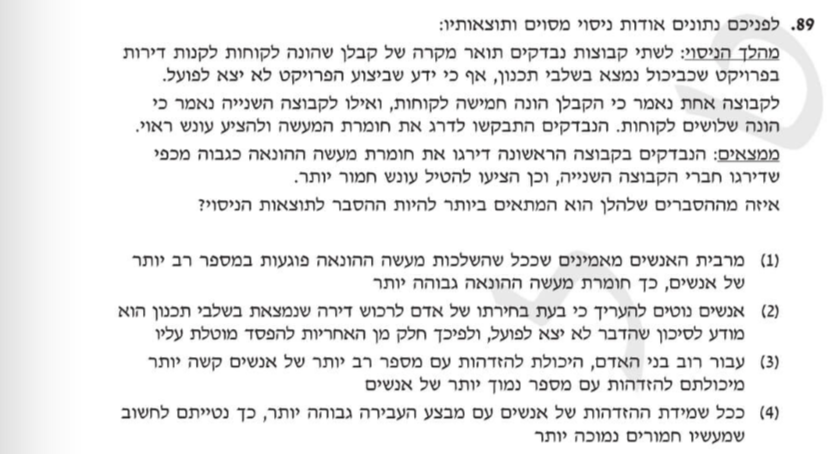 89. לפניכם נתונים אודות ניסוי מסוים ותוצאותיו:
מהלך הניסוי: לשתי קבוצות נבדקים תואר מקרה של קבלן שהונה לקוחות לקנות דירות
בפרויקט שכביכול נמצא בשלבי תכנון, אף כי ידע שביצוע הפרויקט לא יצא לפועל.
לקבוצה אחת נאמר כי הקבלן הונה חמישה לקוחות, ואילו לקבוצה השנייה נאמר כי
הונה שלושים לקוחות. הנבדקים התבקשו לדרג את חומרת המעשה ולהציע עונש ראוי.
ממצאים: הנבדקים בקבוצה הראשונה דירגו את חומרת מעשה ההונאה כגבוה מכפי
שדירגו חברי הקבוצה השנייה, וכן הציעו להטיל עונש חמור יותר.
איזה מההסברים שלהלן הוא המתאים ביותר להיות ההסבר לתוצאות הניסוי?
(1) מרבית האנשים מאמינים שככל שהשלכות מעשה ההונאה פוגעות במספר רב יותר
של אנשים, כך חומרת מעשה ההונאה גבוהה יותר
(2) אנשים נוטים להעריך כי בעת בחירתו של אדם לרכוש דירה שנמצאת בשלבי תכנון הוא
מודע לסיכון שהדבר לא יצא לפועל, ולפיכך חלק מן האחריות להפסד מוטלת עליו
(3) עבור רוב בני האדם, היכולת להזדהות עם מספר רב יותר של אנשים קשה יותר
מיכולתם להזדהות עם מספר נמוך יותר של אנשים
(4) ככל שמידת ההזדהות של אנשים עם מבצע העבירה גבוהה יותר, כך נטייתם לחשוב
שמעשיו חמורים נמוכה יותר